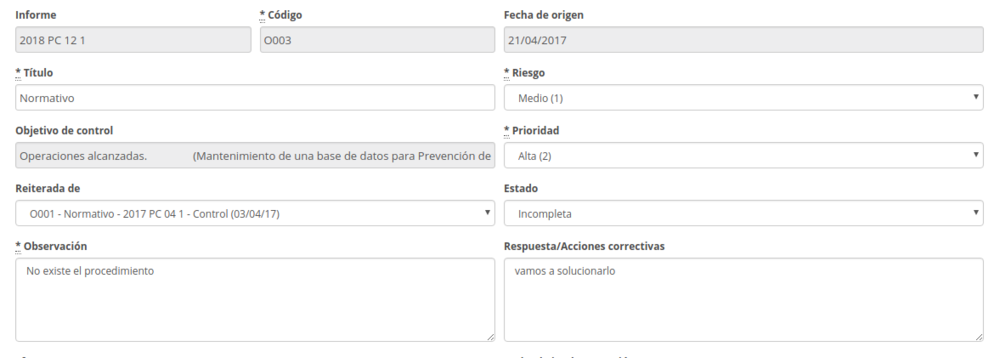 Informe
* Código
Fecha de origen
2018 PC 12 1
O003
21/04/2017
* Título
* Riesgo
Normativo
Medio (1)
Objetivo de control
* Prioridad
Operaciones alcanzadas. (Mantenimiento de una base de datos para Prevención de
Alta (2)
Reiterada de
Estado
O001 - Normativo - 2017 PC 04 1 - Control (03/04/17)
Incompleta
* Observación
Respuesta/Acciones correctivas
No existe el procedimiento
vamos a solucionarlo